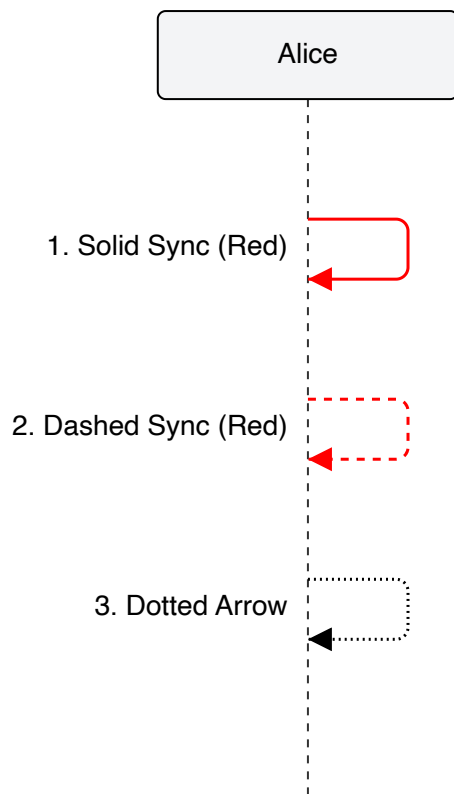 Alice
1. Solid Sync (Red)
2. Dashed Sync (Red)
3. Dotted Arrow